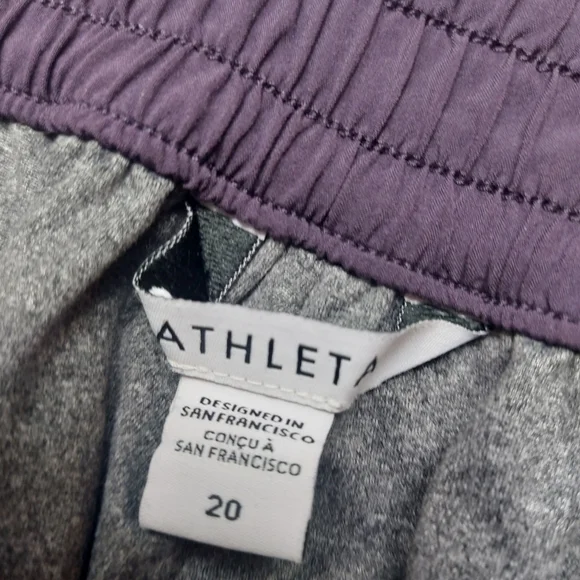 ATHLETA
DESIGNED IN
SAN FRANCISCO
CONÇU À
SAN FRANCISCO
20